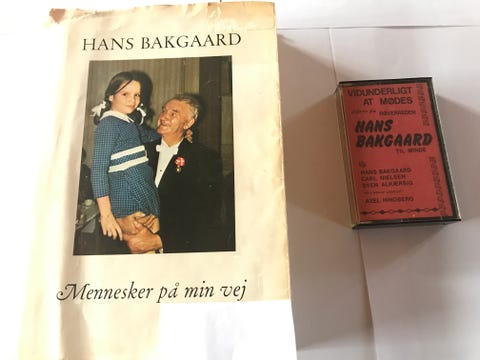 HANS BAKGAARD
Mennesker på min vej
VIDUNDERLIGT
AT MØDES
HANS
BAKGAARD
TIL MINDE
HANS BAKGAARD
CARL NIELSEN
SVEN ALKÆRSIG
AXEL